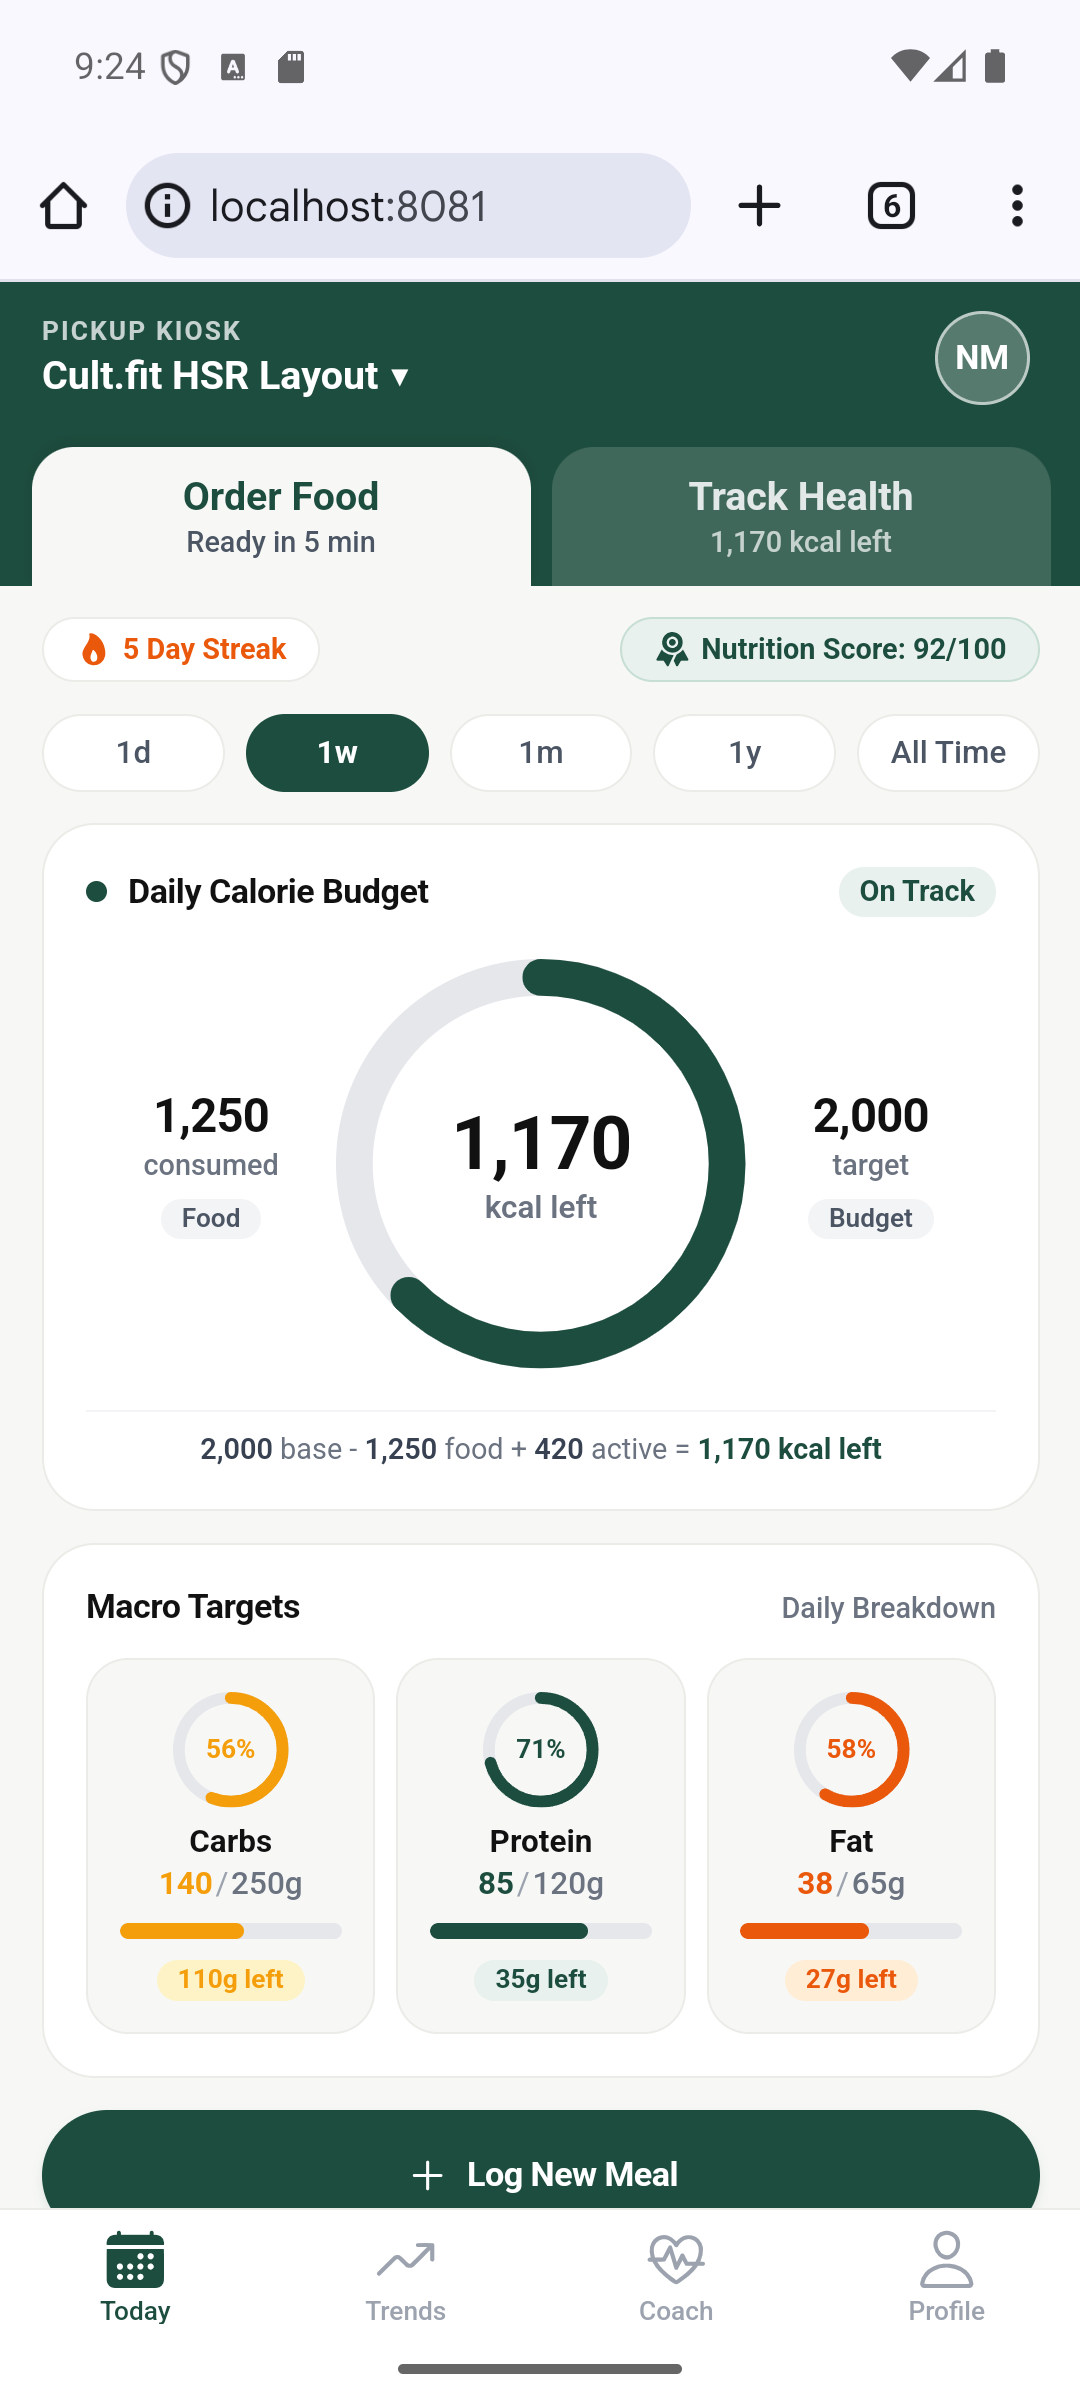 9:24
localhost:8081
6
PICKUP KIOSK
Cult.fit HSR Layout ▾
NM
Order Food
Ready in 5 min
Track Health
1,170 kcal left
5 Day Streak
Nutrition Score: 92/100
1d
1w
1m
1y
All Time
Daily Calorie Budget
On Track
1,250
consumed
Food
1,170
kcal left
2,000
target
Budget
2,000 base - 1,250 food + 420 active = 1,170 kcal left
Macro Targets
Daily Breakdown
56%
Carbs
140/250g
110g left
71%
Protein
85/120g
35g left
58%
Fat
38/65g
27g left
+ Log New Meal
Today
Trends
Coach
Profile